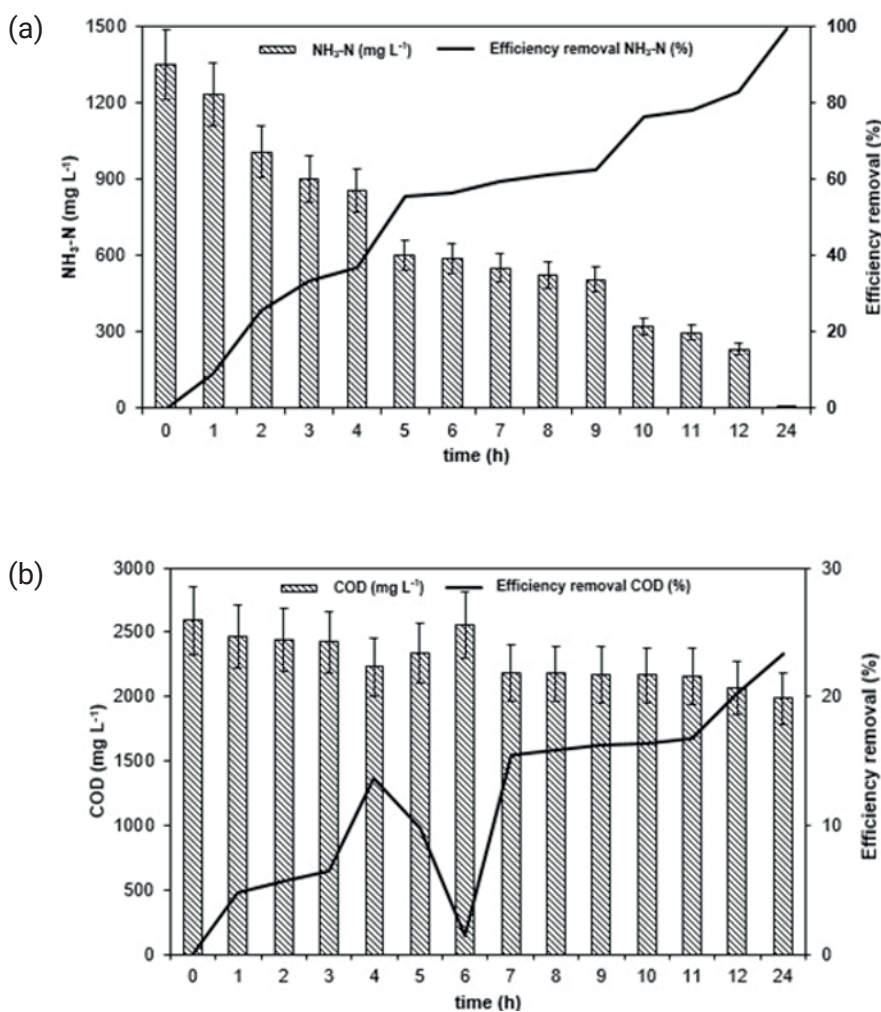 (a)
NH₃-N (mg L⁻¹) Efficiency removal NH₃-N (%)
NH₃-N (mg L⁻¹)
Efficiency removal (%)
1500 100
1200 80
900 60
600 40
300 20
0 0
0 1 2 3 4 5 6 7 8 9 10 11 12 24
time (h)
(b)
COD (mg L⁻¹) Efficiency removal COD (%)
COD (mg L⁻¹)
Efficiency removal (%)
3000 30
2500
2000 20
1500
1000 10
500
0 0
0 1 2 3 4 5 6 7 8 9 10 11 12 24
time (h)